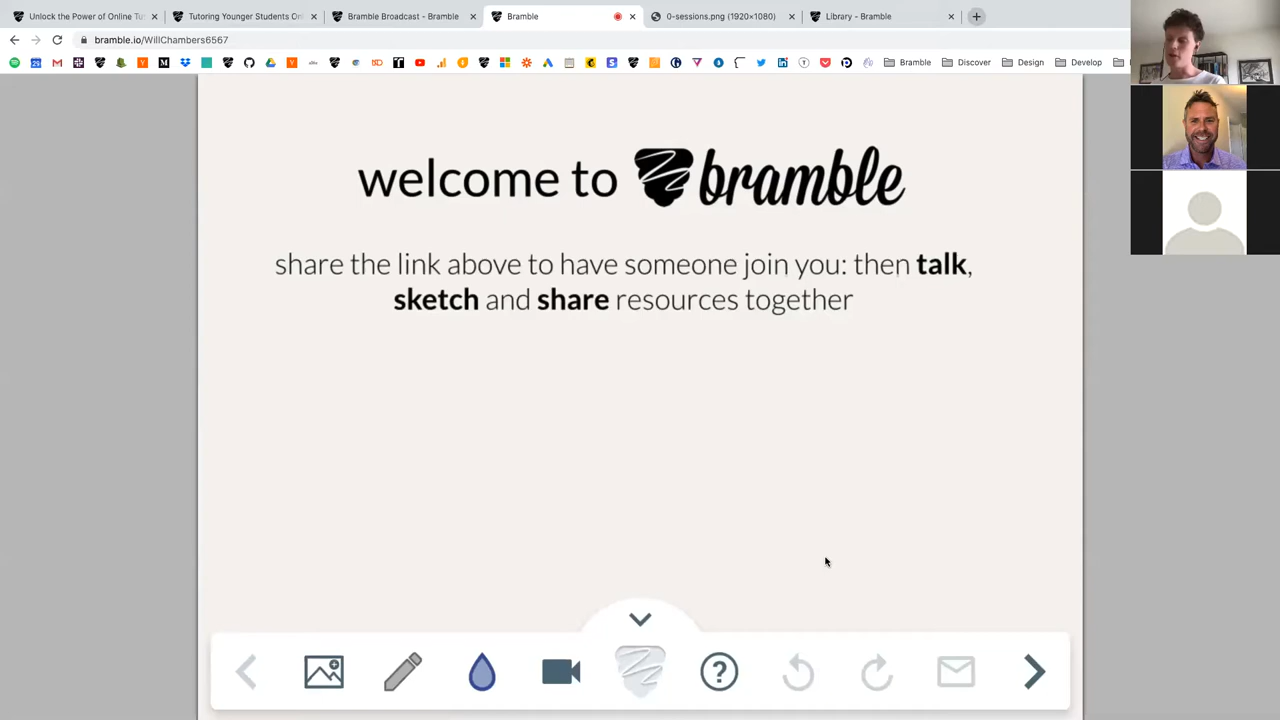 Unlock the Power of Online Tu
Tutoring Younger Students Onl
Bramble Broadcast - Bramble
Bramble
0-sessions.png (1920×1080)
Library - Bramble
bramble.io/WillChambers6567
Bramble
Discover
Design
Develop
welcome to bramble
share the link above to have someone join you: then talk,
sketch and share resources together